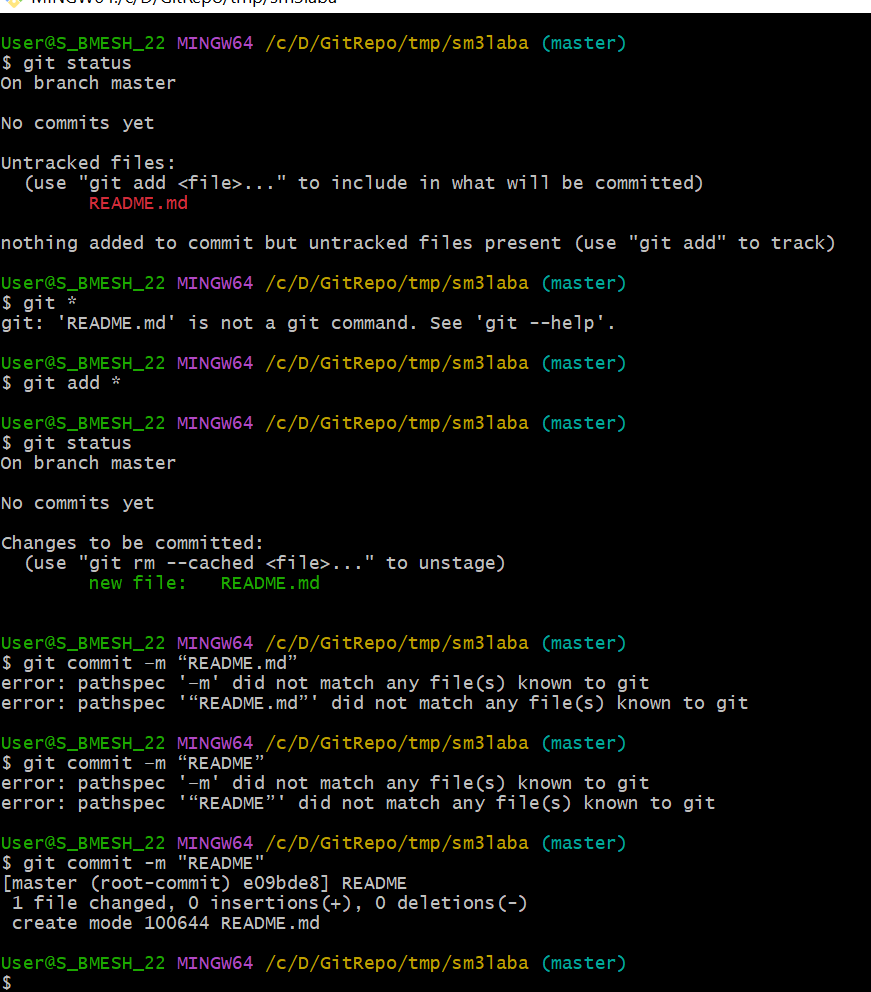 MINGW64:/c/D/GitRepo/tmp/sm3laba
User@S_BMESH_22 MINGW64 /c/D/GitRepo/tmp/sm3laba (master)
$ git status
On branch master
No commits yet
Untracked files:
(use "git add <file>..." to include in what will be committed)
README.md
nothing added to commit but untracked files present (use "git add" to track)
User@S_BMESH_22 MINGW64 /c/D/GitRepo/tmp/sm3laba (master)
$ git *
git: 'README.md' is not a git command. See 'git --help'.
User@S_BMESH_22 MINGW64 /c/D/GitRepo/tmp/sm3laba (master)
$ git add *
User@S_BMESH_22 MINGW64 /c/D/GitRepo/tmp/sm3laba (master)
$ git status
On branch master
No commits yet
Changes to be committed:
(use "git rm --cached <file>..." to unstage)
new file:   README.md
User@S_BMESH_22 MINGW64 /c/D/GitRepo/tmp/sm3laba (master)
$ git commit –m “README.md”
error: pathspec '–m' did not match any file(s) known to git
error: pathspec '“README.md”' did not match any file(s) known to git
User@S_BMESH_22 MINGW64 /c/D/GitRepo/tmp/sm3laba (master)
$ git commit –m “README”
error: pathspec '–m' did not match any file(s) known to git
error: pathspec '“README”' did not match any file(s) known to git
User@S_BMESH_22 MINGW64 /c/D/GitRepo/tmp/sm3laba (master)
$ git commit -m "README"
[master (root-commit) e09bde8] README
1 file changed, 0 insertions(+), 0 deletions(-)
create mode 100644 README.md
User@S_BMESH_22 MINGW64 /c/D/GitRepo/tmp/sm3laba (master)
$